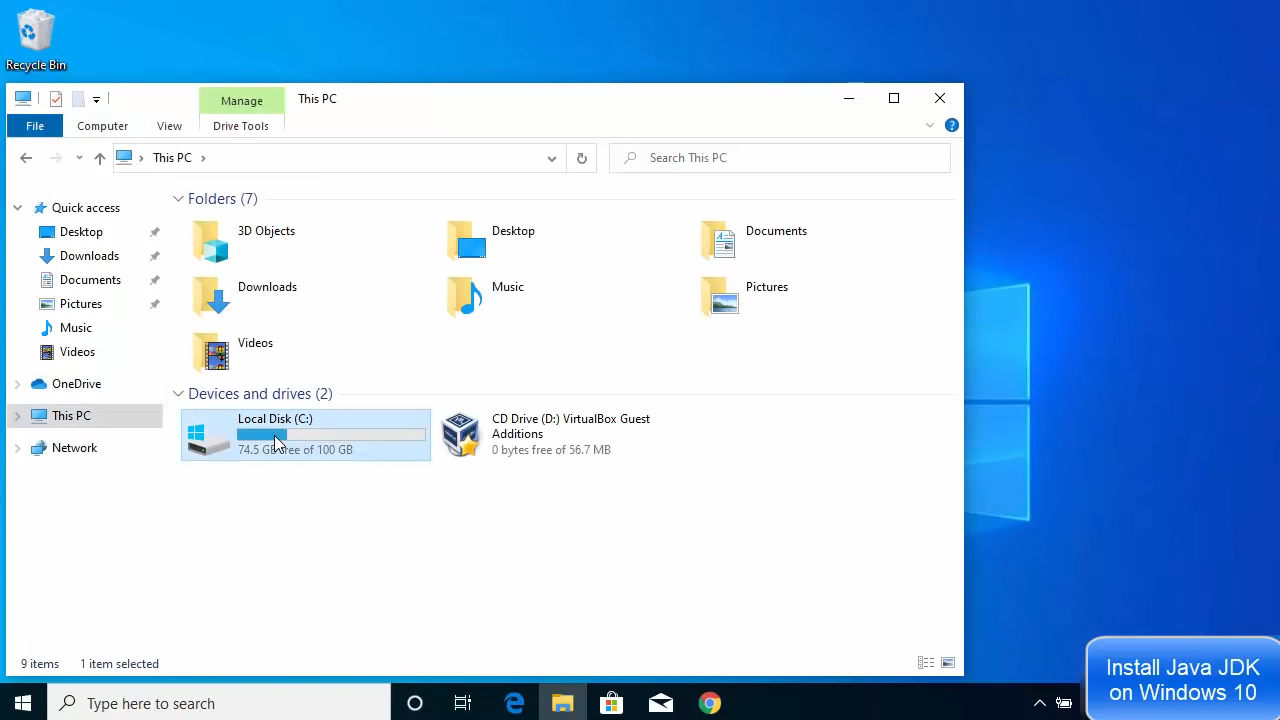 Recycle Bin
Manage
This PC
File
Computer
View
Drive Tools
This PC
Search This PC
Quick access
Desktop
Downloads
Documents
Pictures
Music
Videos
OneDrive
This PC
Network
Folders (7)
3D Objects
Desktop
Documents
Downloads
Music
Pictures
Videos
Devices and drives (2)
Local Disk (C:)
74.5 GB free of 100 GB
CD Drive (D:) VirtualBox Guest
Additions
0 bytes free of 56.7 MB
9 items
1 item selected
Type here to search
Install Java JDK
on Windows 10